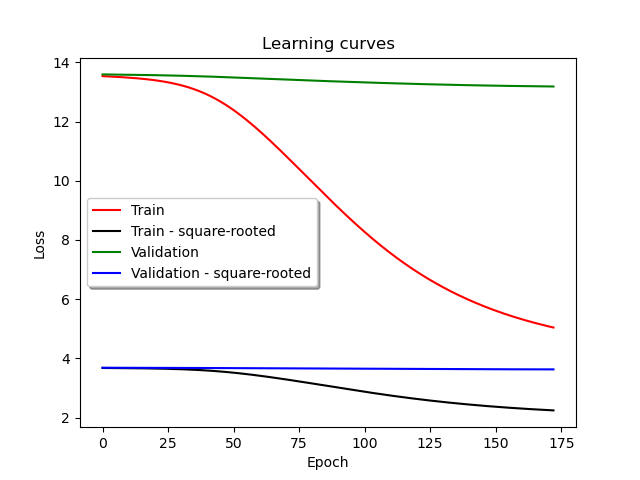 Learning curves
14
12
10
8
6
4
2
Loss
Train
Train - square-rooted
Validation
Validation - square-rooted
0 25 50 75 100 125 150 175
Epoch